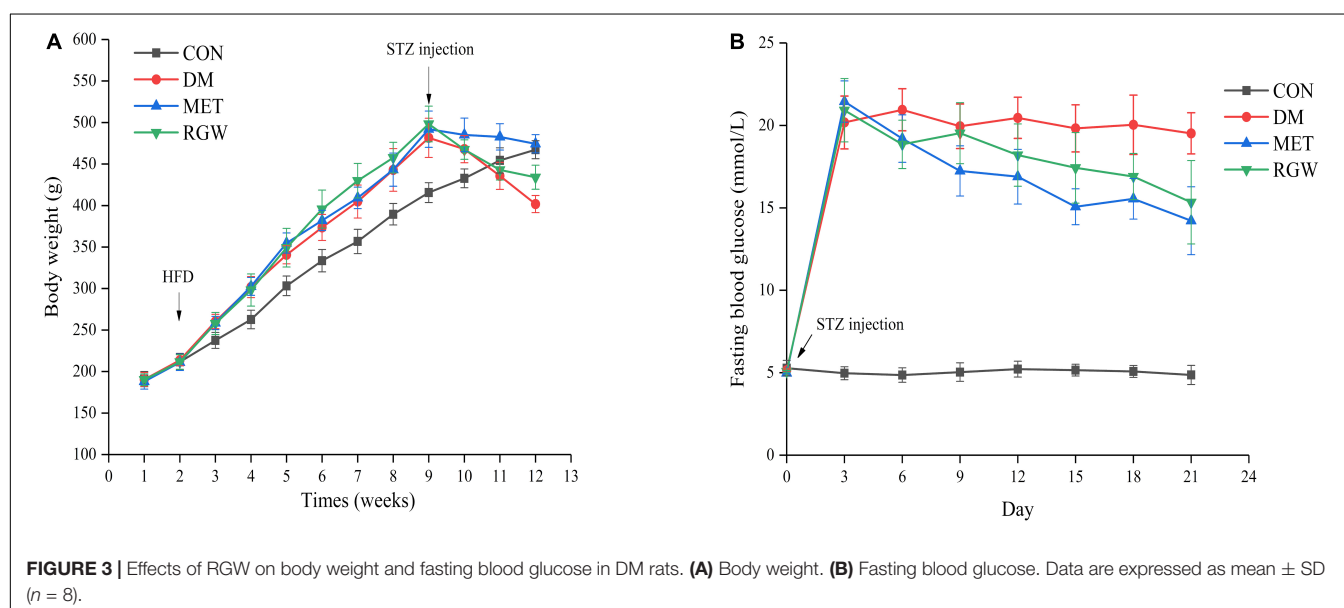 A
600
550
500
450
400
350
300
250
200
150
100
Body weight (g)
CON
DM
MET
RGW
STZ injection
HFD
0 1 2 3 4 5 6 7 8 9 10 11 12 13
Times (weeks)
B
25
20
15
10
5
0
Fasting blood glucose (mmol/L)
STZ injection
CON
DM
MET
RGW
0 3 6 9 12 15 18 21 24
Day
FIGURE 3 | Effects of RGW on body weight and fasting blood glucose in DM rats. (A) Body weight. (B) Fasting blood glucose. Data are expressed as mean ± SD
(n = 8).